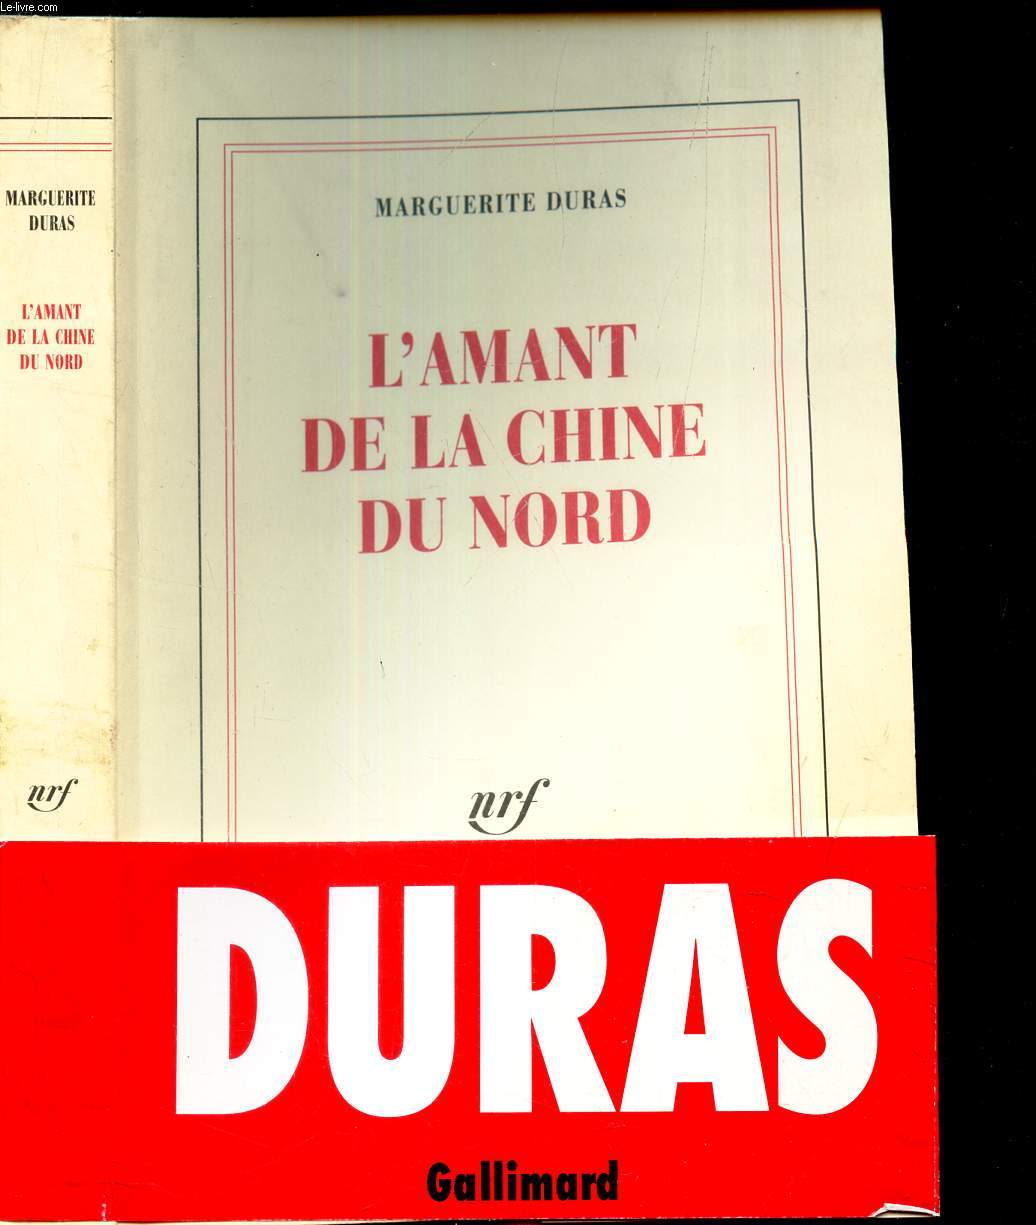 Le-livre.com
MARGUERITE
DURAS
L'AMANT
DE LA CHINE
DU NORD
nrf
MARGUERITE DURAS
L'AMANT
DE LA CHINE
DU NORD
nrf
DURAS
Gallimard